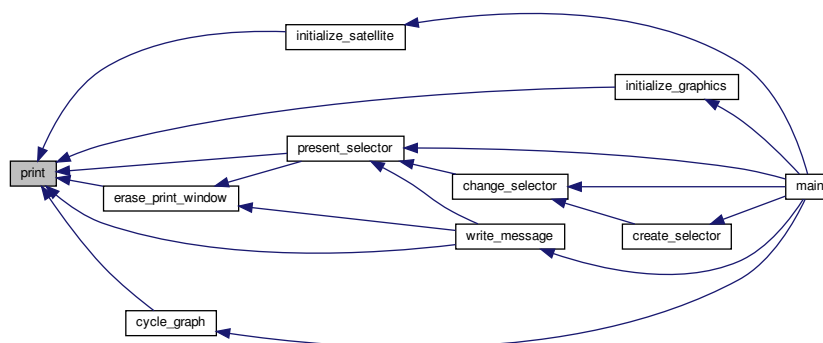 initialize_satellite
initialize_graphics
present_selector
print
change_selector
main
erase_print_window
write_message
create_selector
cycle_graph